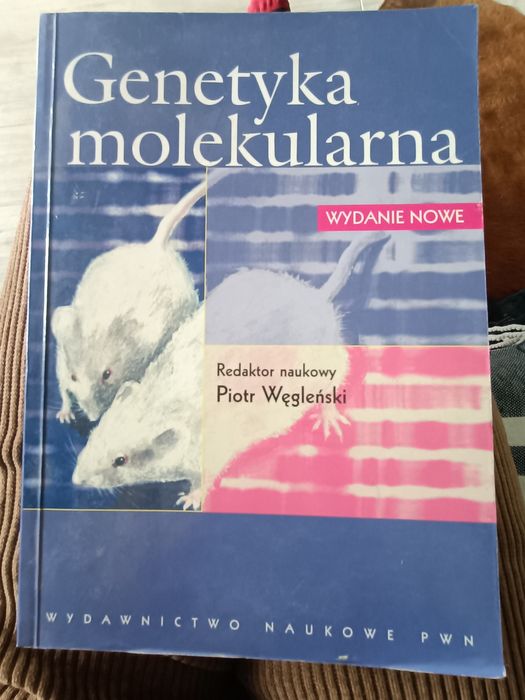 Genetyka
molekularna
WYDANIE NOWE
Redaktor naukowy
Piotr Węgleński
WYDAWNICTWO NAUKOWE PWN